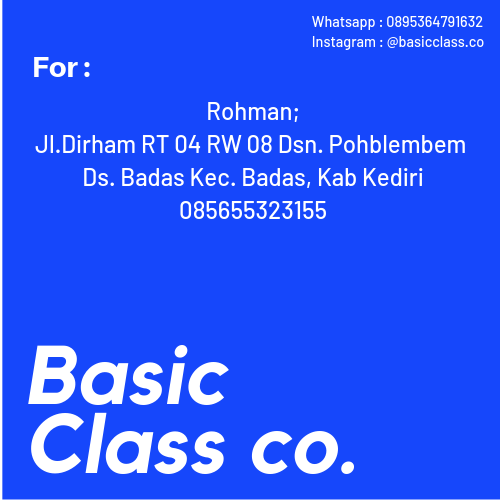 Whatsapp : 0895364791632
Instagram : @basicclass.co
For :
Rohman;
Jl.Dirham RT 04 RW 08 Dsn. Pohblembem
Ds. Badas Kec. Badas, Kab Kediri
085655323155
Basic
Class co.